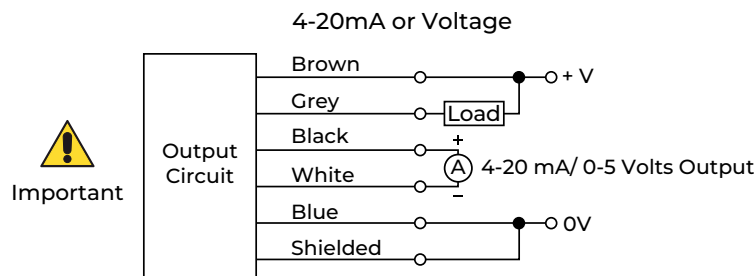 4-20mA or Voltage
Brown
+ V
Grey
Load
Black
+
Output
Circuit
A
4-20 mA/ 0-5 Volts Output
Important
White
−
Blue
0V
Shielded